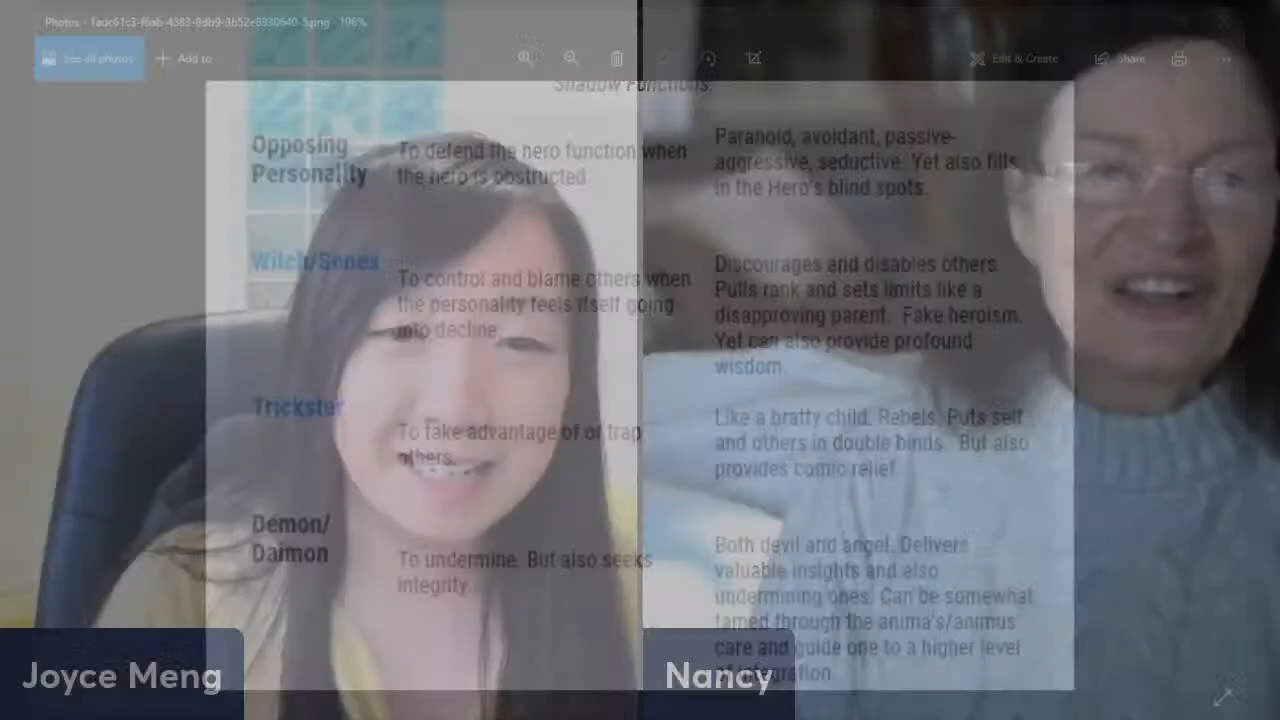 Photos - 1adc61c3-f6ab-4383-8db9-3b52e8930640-5.png - 196%
See all photos
Add to
Edit & Create
Share
Shadow Functions
Opposing
Personality
To defend the hero function when
the hero is obstructed
Paranoid, avoidant, passive-
aggressive, seductive. Yet also fills
in the Hero's blind spots.
Witch/Senex
To control and blame others when
the personality feels itself going
into decline
Discourages and disables others.
Pulls rank and sets limits like a
disapproving parent. Fake heroism.
Yet can also provide profound
wisdom.
Trickster
To take advantage of or trap
others.
Like a bratty child. Rebels. Puts self
and others in double binds. But also
provides comic relief
Demon/
Daimon
To undermine. But also seeks
integrity.
Both devil and angel. Delivers
valuable insights and also
undermining ones. Can be somewhat
tamed through the anima's/animus
care and guide one to a higher level
of integration
Joyce Meng
Nancy